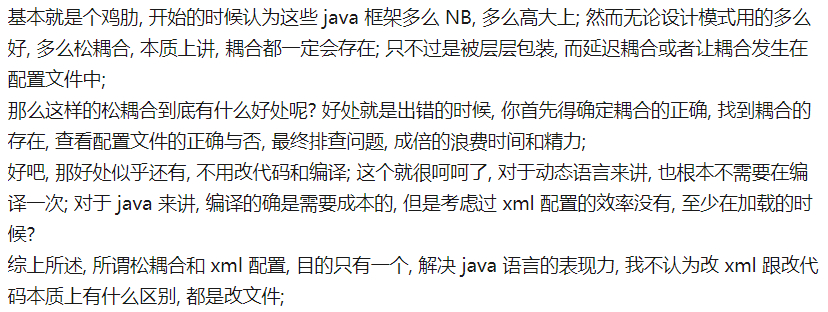 基本就是个鸡肋, 开始的时候认为这些 java 框架多么 NB, 多么高大上; 然而无论设计模式用的多么
好, 多么松耦合, 本质上讲, 耦合都一定会存在; 只不过是被层层包装, 而延迟耦合或者让耦合发生在
配置文件中;
那么这样的松耦合到底有什么好处呢? 好处就是出错的时候, 你首先得确定耦合的正确, 找到耦合的
存在, 查看配置文件的正确与否, 最终排查问题, 成倍的浪费时间和精力;
好吧, 那好处似乎还有, 不用改代码和编译; 这个就很呵呵了, 对于动态语言来讲, 也根本不需要在编
译一次; 对于 java 来讲, 编译的确是需要成本的, 但是考虑过 xml 配置的效率没有, 至少在加载的时
候?
综上所述, 所谓松耦合和 xml 配置, 目的只有一个, 解决 java 语言的表现力, 我不认为改 xml 跟改代
码本质上有什么区别, 都是改文件;